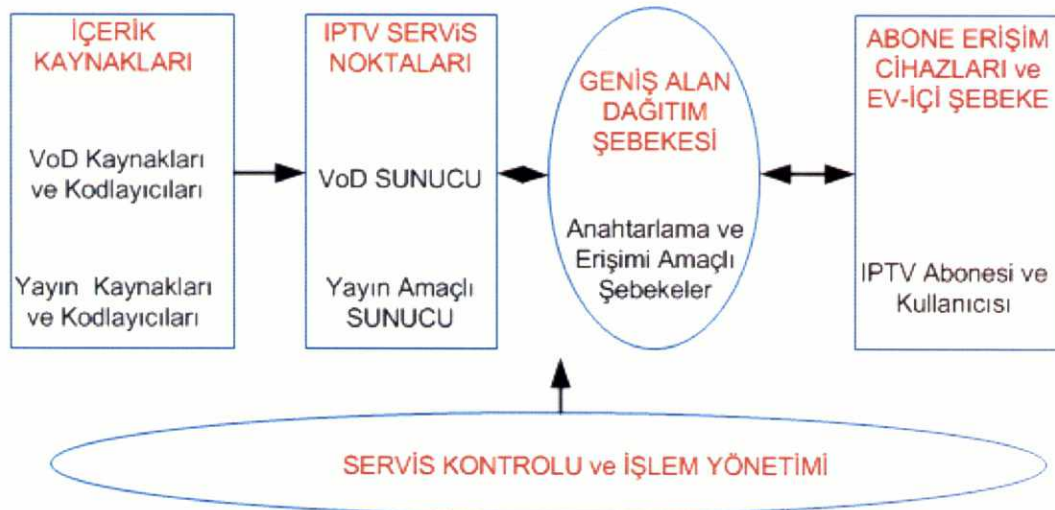 İÇERİK
KAYNAKLARI
VoD Kaynakları
ve Kodlayıcıları
Yayın Kaynakları
ve Kodlayıcıları
IPTV SERVİS
NOKTALARI
VoD SUNUCU
Yayın Amaçlı
SUNUCU
GENİŞ ALAN
DAĞITIM
ŞEBEKESİ
Anahtarlama ve
Erişimi Amaçlı
Şebekeler
ABONE ERİŞİM
CİHAZLARI ve
EV-İÇİ ŞEBEKE
IPTV Abonesi ve
Kullanıcısı
SERVİS KONTROLU ve İŞLEM YÖNETİMİ